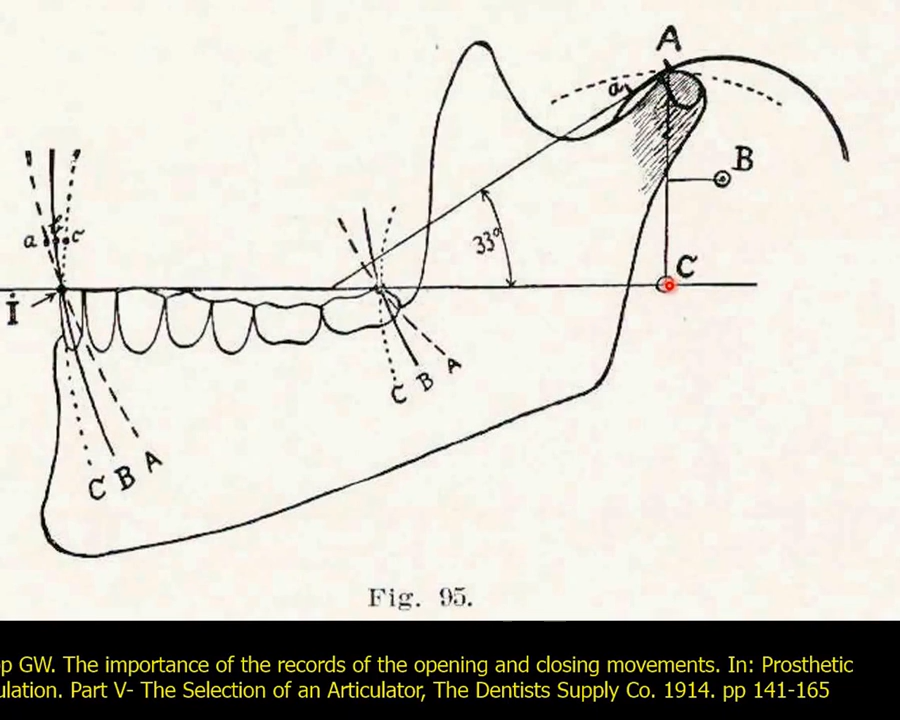 A
a
B
a b c
33°
C
i
C B A
C B A
Fig. 95.
p GW. The importance of the records of the opening and closing movements. In: Prosthetic
ulation. Part V- The Selection of an Articulator, The Dentists Supply Co. 1914. pp 141-165